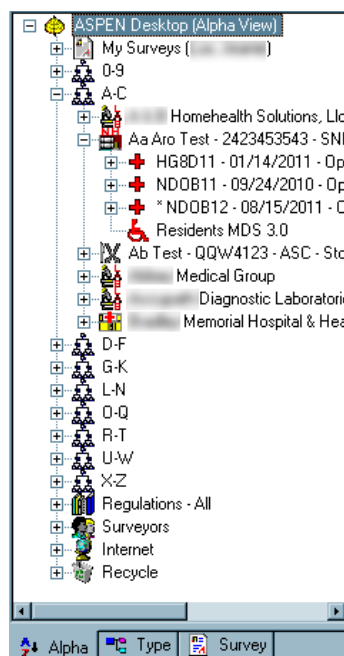 ASPEN Desktop (Alpha View)
My Surveys ( )
0-9
A-C
Homehealth Solutions, Llc
Aa Aro Test - 2423453543 - SNF
HG8D11 - 01/14/2011 - Op
NDOB11 - 09/24/2010 - Op
* NDOB12 - 08/15/2011 - O
Residents MDS 3.0
Ab Test - QQW4123 - ASC - Sto
Medical Group
Diagnostic Laboratorie
Memorial Hospital & Hea
D-F
G-K
L-N
O-Q
R-T
U-W
X-Z
Regulations - All
Surveyors
Internet
Recycle
Alpha Type Survey